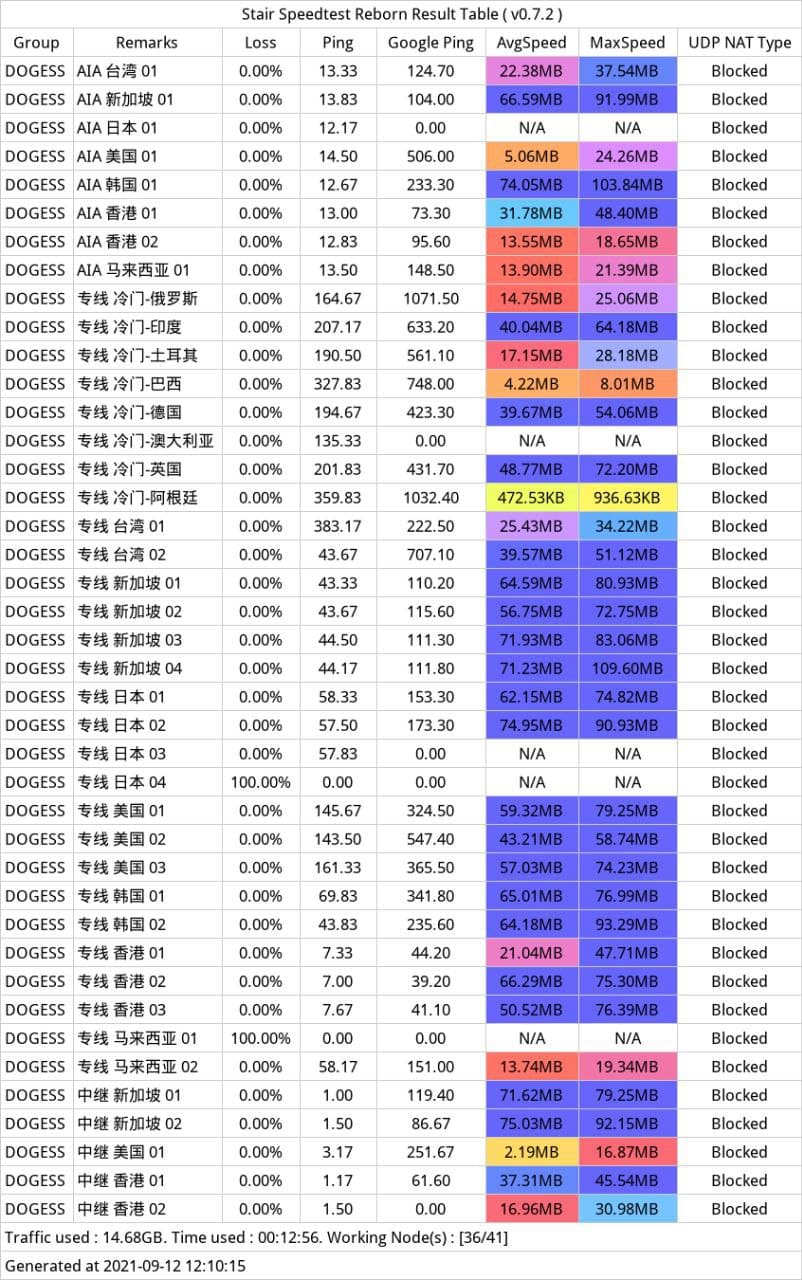 Stair Speedtest Reborn Result Table ( v0.7.2 )
Group Remarks Loss Ping Google Ping AvgSpeed MaxSpeed UDP NAT Type
DOGESS AIA 台湾 01 0.00% 13.33 124.70 22.38MB 37.54MB Blocked
DOGESS AIA 新加坡 01 0.00% 13.83 104.00 66.59MB 91.99MB Blocked
DOGESS AIA 日本 01 0.00% 12.17 0.00 N/A N/A Blocked
DOGESS AIA 美国 01 0.00% 14.50 506.00 5.06MB 24.26MB Blocked
DOGESS AIA 韩国 01 0.00% 12.67 233.30 74.05MB 103.84MB Blocked
DOGESS AIA 香港 01 0.00% 13.00 73.30 31.78MB 48.40MB Blocked
DOGESS AIA 香港 02 0.00% 12.83 95.60 13.55MB 18.65MB Blocked
DOGESS AIA 马来西亚 01 0.00% 13.50 148.50 13.90MB 21.39MB Blocked
DOGESS 专线 冷门-俄罗斯 0.00% 164.67 1071.50 14.75MB 25.06MB Blocked
DOGESS 专线 冷门-印度 0.00% 207.17 633.20 40.04MB 64.18MB Blocked
DOGESS 专线 冷门-土耳其 0.00% 190.50 561.10 17.15MB 28.18MB Blocked
DOGESS 专线 冷门-巴西 0.00% 327.83 748.00 4.22MB 8.01MB Blocked
DOGESS 专线 冷门-德国 0.00% 194.67 423.30 39.67MB 54.06MB Blocked
DOGESS 专线 冷门-澳大利亚 0.00% 135.33 0.00 N/A N/A Blocked
DOGESS 专线 冷门-英国 0.00% 201.83 431.70 48.77MB 72.20MB Blocked
DOGESS 专线 冷门-阿根廷 0.00% 359.83 1032.40 472.53KB 936.63KB Blocked
DOGESS 专线 台湾 01 0.00% 383.17 222.50 25.43MB 34.22MB Blocked
DOGESS 专线 台湾 02 0.00% 43.67 707.10 39.57MB 51.12MB Blocked
DOGESS 专线 新加坡 01 0.00% 43.33 110.20 64.59MB 80.93MB Blocked
DOGESS 专线 新加坡 02 0.00% 43.67 115.60 56.75MB 72.75MB Blocked
DOGESS 专线 新加坡 03 0.00% 44.50 111.30 71.93MB 83.06MB Blocked
DOGESS 专线 新加坡 04 0.00% 44.17 111.80 71.23MB 109.60MB Blocked
DOGESS 专线 日本 01 0.00% 58.33 153.30 62.15MB 74.82MB Blocked
DOGESS 专线 日本 02 0.00% 57.50 173.30 74.95MB 90.93MB Blocked
DOGESS 专线 日本 03 0.00% 57.83 0.00 N/A N/A Blocked
DOGESS 专线 日本 04 100.00% 0.00 0.00 N/A N/A Blocked
DOGESS 专线 美国 01 0.00% 145.67 324.50 59.32MB 79.25MB Blocked
DOGESS 专线 美国 02 0.00% 143.50 547.40 43.21MB 58.74MB Blocked
DOGESS 专线 美国 03 0.00% 161.33 365.50 57.03MB 74.23MB Blocked
DOGESS 专线 韩国 01 0.00% 69.83 341.80 65.01MB 76.99MB Blocked
DOGESS 专线 韩国 02 0.00% 43.83 235.60 64.18MB 93.29MB Blocked
DOGESS 专线 香港 01 0.00% 7.33 44.20 21.04MB 47.71MB Blocked
DOGESS 专线 香港 02 0.00% 7.00 39.20 66.29MB 75.30MB Blocked
DOGESS 专线 香港 03 0.00% 7.67 41.10 50.52MB 76.39MB Blocked
DOGESS 专线 马来西亚 01 100.00% 0.00 0.00 N/A N/A Blocked
DOGESS 专线 马来西亚 02 0.00% 58.17 151.00 13.74MB 19.34MB Blocked
DOGESS 中继 新加坡 01 0.00% 1.00 119.40 71.62MB 79.25MB Blocked
DOGESS 中继 新加坡 02 0.00% 1.50 86.67 75.03MB 92.15MB Blocked
DOGESS 中继 美国 01 0.00% 3.17 251.67 2.19MB 16.87MB Blocked
DOGESS 中继 香港 01 0.00% 1.17 61.60 37.31MB 45.54MB Blocked
DOGESS 中继 香港 02 0.00% 1.50 0.00 16.96MB 30.98MB Blocked
Traffic used : 14.68GB. Time used : 00:12:56. Working Node(s) : [36/41]
Generated at 2021-09-12 12:10:15